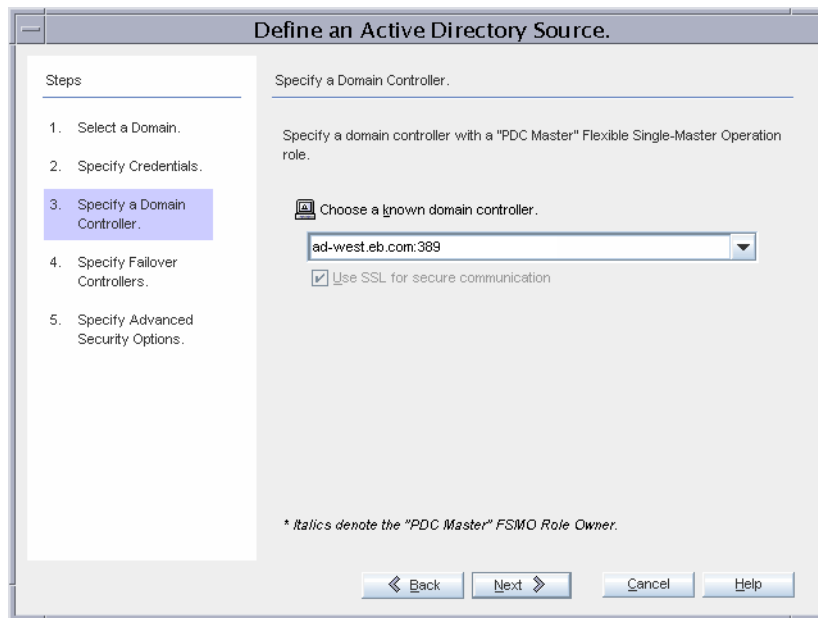 Define an Active Directory Source.
Steps
1. Select a Domain.
2. Specify Credentials.
3. Specify a Domain
Controller.
4. Specify Failover
Controllers.
5. Specify Advanced
Security Options.
Specify a Domain Controller.
Specify a domain controller with a "PDC Master" Flexible Single-Master Operation
role.
Choose a known domain controller.
ad-west.eb.com:389
Use SSL for secure communication
* Italics denote the "PDC Master" FSMO Role Owner.
Back Next Cancel Help